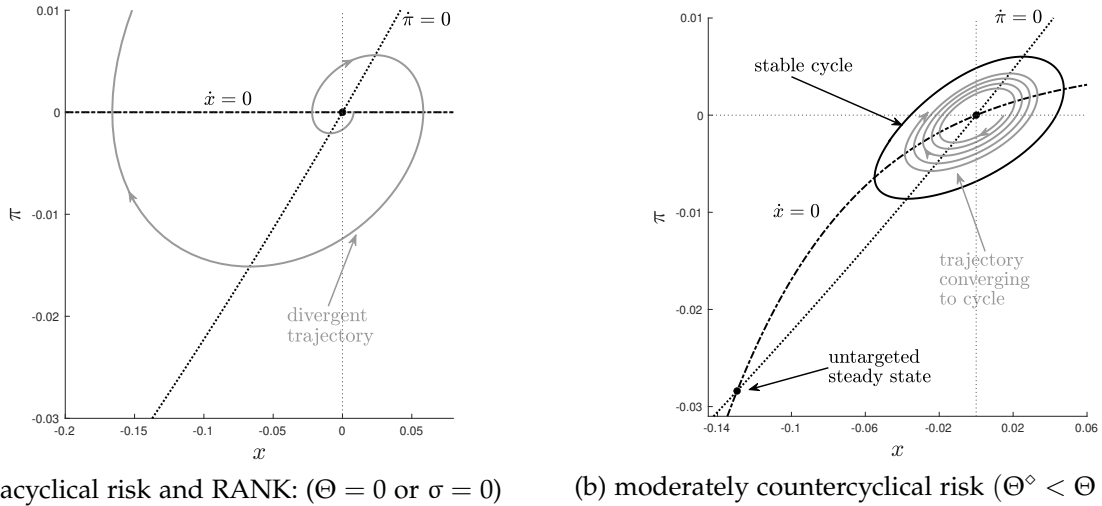 0.01
π̇ = 0
ẋ = 0
0
-0.01
π
divergent
trajectory
-0.02
-0.03
-0.2
-0.15
-0.1
-0.05
0
0.05
x
acyclical risk and RANK: (Θ = 0 or σ = 0)
0.01
π̇ = 0
stable cycle
0
ẋ = 0
-0.01
π
trajectory
converging
to cycle
-0.02
untargeted
steady state
-0.03
-0.14
-0.1
-0.06
-0.02
0.02
0.06
x
(b) moderately countercyclical risk (Θ⋄ < Θ